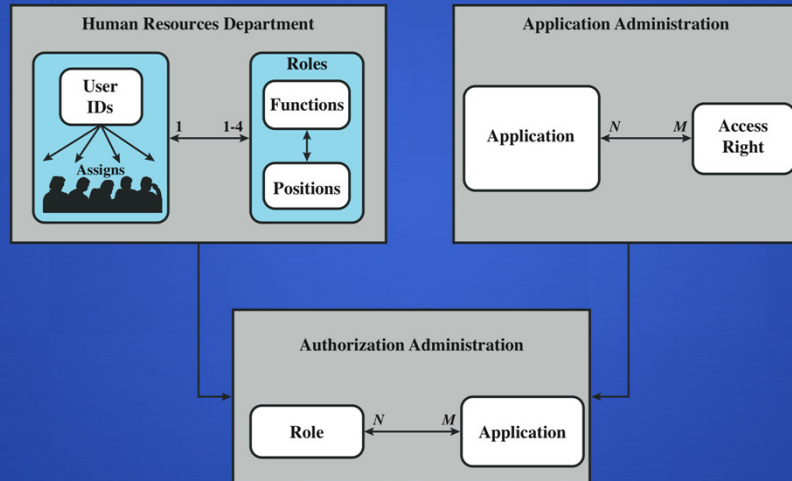 Human Resources Department
User
IDs
Assigns
1
1-4
Roles
Functions
Positions
Application Administration
Application
N
M
Access
Right
Authorization Administration
Role
N
M
Application